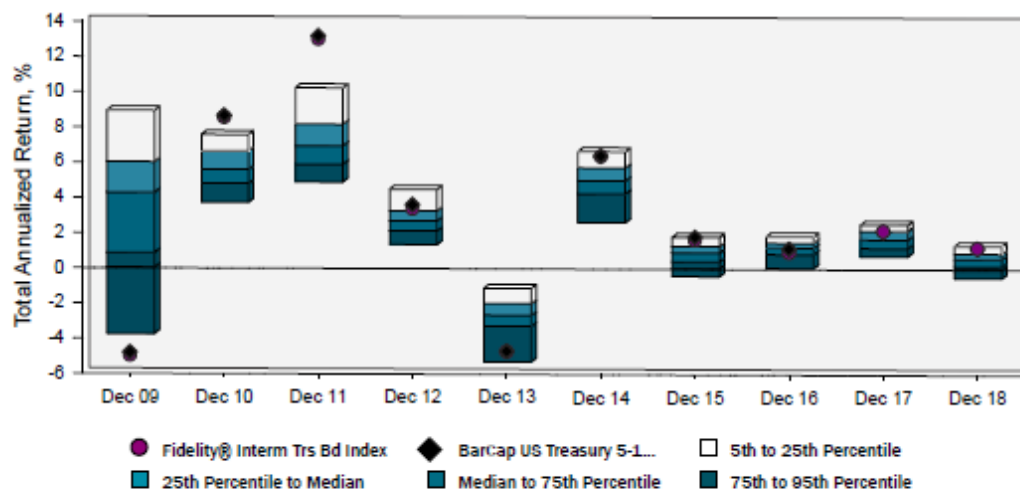 Total Annualized Return, %
14
12
10
8
6
4
2
0
-2
-4
-6
Dec 09 Dec 10 Dec 11 Dec 12 Dec 13 Dec 14 Dec 15 Dec 16 Dec 17 Dec 18
Fidelity® Interm Trs Bd Index BarCap US Treasury 5-1... 5th to 25th Percentile
25th Percentile to Median Median to 75th Percentile 75th to 95th Percentile